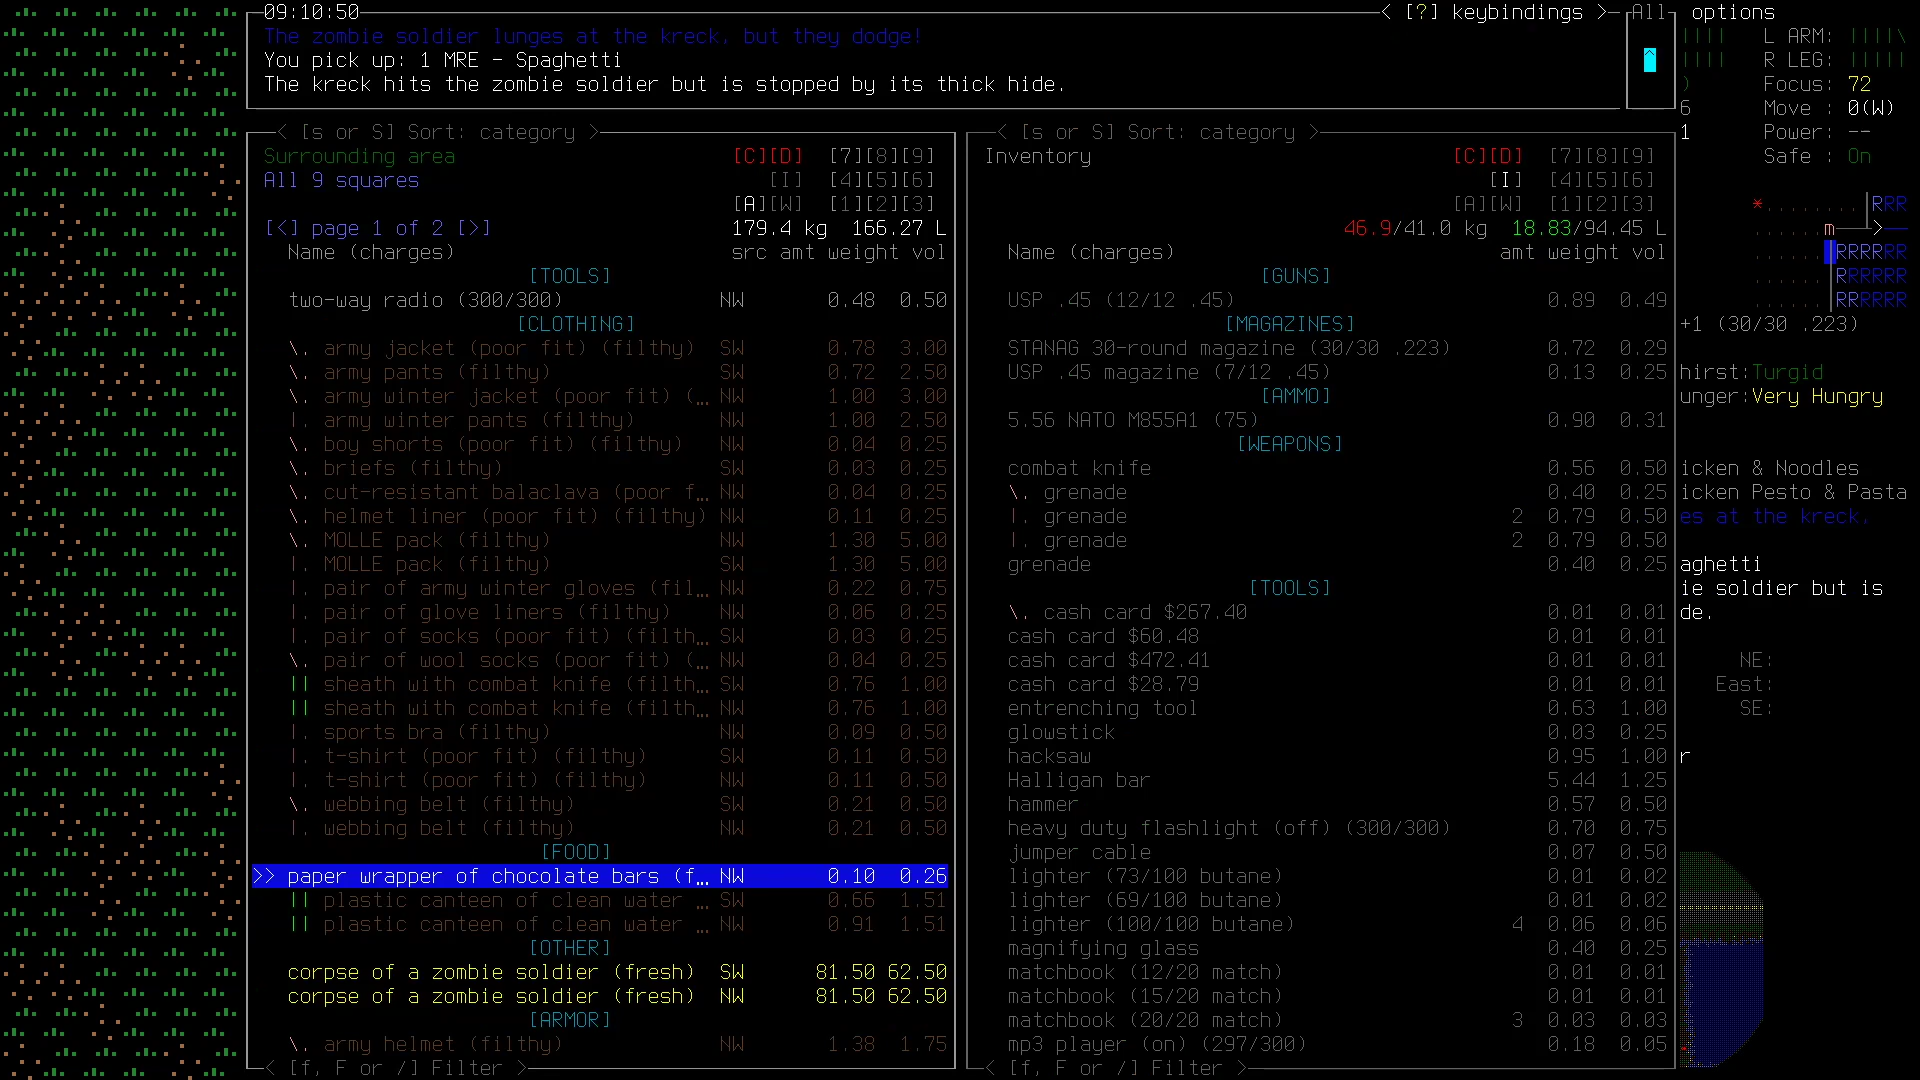 09:10:50 < [?] keybindings > All options
The zombie soldier lunges at the kreck, but they dodge!
You pick up: 1 MRE - Spaghetti
The kreck hits the zombie soldier but is stopped by its thick hide.
< [s or S] Sort: category >
Surrounding area [C][D] [7][8][9]
All 9 squares [I] [4][5][6]
[A][W] [1][2][3]
[<] page 1 of 2 [>] 179.4 kg 166.27 L
Name (charges) src amt weight vol
[TOOLS]
two-way radio (300/300) NW 0.48 0.50
[CLOTHING]
\. army jacket (poor fit) (filthy) SW 0.78 3.00
\. army pants (filthy) SW 0.72 2.50
\. army winter jacket (poor fit) (… NW 1.00 3.00
|. army winter pants (filthy) NW 1.00 2.50
\. boy shorts (poor fit) (filthy) NW 0.04 0.25
\. briefs (filthy) SW 0.03 0.25
\. cut-resistant balaclava (poor f… NW 0.04 0.25
\. helmet liner (poor fit) (filthy) NW 0.11 0.25
\. MOLLE pack (filthy) NW 1.30 5.00
|. MOLLE pack (filthy) SW 1.30 5.00
|. pair of army winter gloves (fil… NW 0.22 0.75
|. pair of glove liners (filthy) NW 0.06 0.25
|. pair of socks (poor fit) (filth… SW 0.03 0.25
\. pair of wool socks (poor fit) (… NW 0.04 0.25
|| sheath with combat knife (filth… SW 0.76 1.00
|| sheath with combat knife (filth… NW 0.76 1.00
|. sports bra (filthy) NW 0.09 0.50
|. t-shirt (poor fit) (filthy) SW 0.11 0.50
|. t-shirt (poor fit) (filthy) NW 0.11 0.50
\. webbing belt (filthy) SW 0.21 0.50
|. webbing belt (filthy) NW 0.21 0.50
[FOOD]
>> paper wrapper of chocolate bars (f… NW 0.10 0.26
|| plastic canteen of clean water … SW 0.66 1.51
|| plastic canteen of clean water … NW 0.91 1.51
[OTHER]
corpse of a zombie soldier (fresh) SW 81.50 62.50
corpse of a zombie soldier (fresh) NW 81.50 62.50
[ARMOR]
\. army helmet (filthy) NW 1.38 1.75
< [f, F or /] Filter >
< [s or S] Sort: category >
Inventory [C][D] [7][8][9]
[I] [4][5][6]
[A][W] [1][2][3]
46.9/41.0 kg 18.83/94.45 L
Name (charges) amt weight vol
[GUNS]
USP .45 (12/12 .45) 0.89 0.49
[MAGAZINES]
STANAG 30-round magazine (30/30 .223) 0.72 0.29
USP .45 magazine (7/12 .45) 0.13 0.25
[AMMO]
5.56 NATO M855A1 (75) 0.90 0.31
[WEAPONS]
combat knife 0.56 0.50
\. grenade 0.40 0.25
|. grenade 2 0.79 0.50
|. grenade 2 0.79 0.50
grenade 0.40 0.25
[TOOLS]
\. cash card $267.40 0.01 0.01
cash card $60.48 0.01 0.01
cash card $472.41 0.01 0.01
cash card $28.79 0.01 0.01
entrenching tool 0.63 1.00
glowstick 0.03 0.25
hacksaw 0.95 1.00
Halligan bar 5.44 1.25
hammer 0.57 0.50
heavy duty flashlight (off) (300/300) 0.70 0.75
jumper cable 0.07 0.50
lighter (73/100 butane) 0.01 0.02
lighter (69/100 butane) 0.01 0.02
lighter (100/100 butane) 4 0.06 0.06
magnifying glass 0.40 0.25
matchbook (12/20 match) 0.01 0.01
matchbook (15/20 match) 0.01 0.01
matchbook (20/20 match) 3 0.03 0.03
mp3 player (on) (297/300) 0.18 0.05
< [f, F or /] Filter >
|||| L ARM: ||||\
|||| R LEG: |||||
) Focus: 72
6 Move : 0(W)
1 Power: --
Safe : On
*........|RRR
......m—>
......RRRRRR
......|RRRRRR
......|RRRRRR
+1 (30/30 .223)
hirst:Turgid
unger:Very Hungry
icken & Noodles
icken Pesto & Pasta
es at the kreck,
aghetti
ie soldier but is
de.
NE:
East:
SE:
r